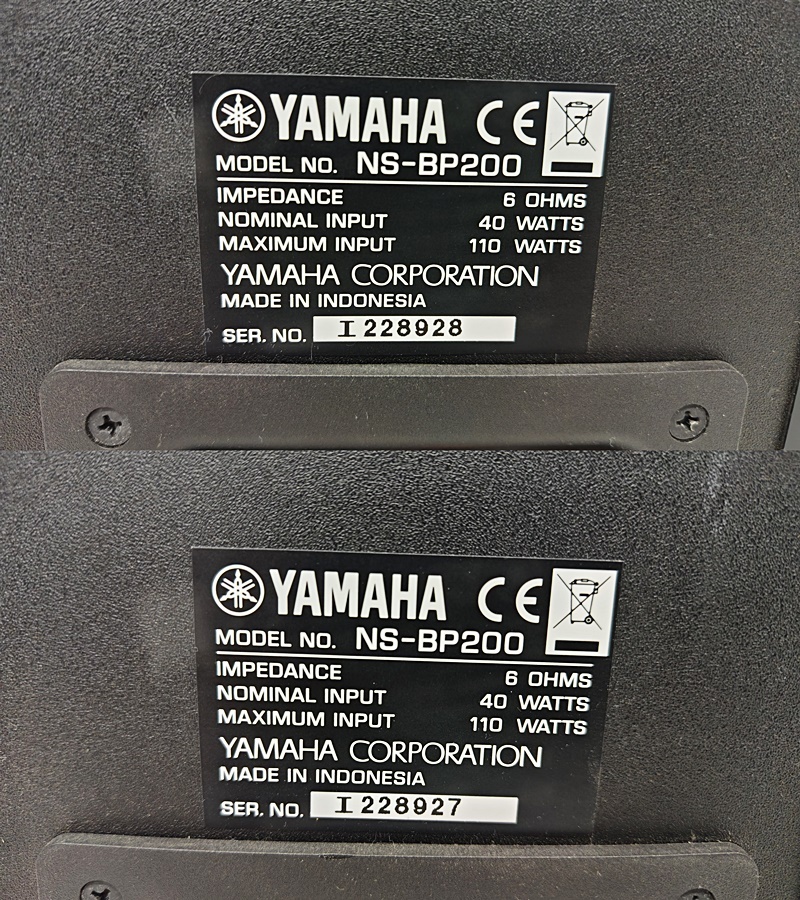 YAMAHA CE
MODEL NO. NS-BP200
IMPEDANCE 6 OHMS
NOMINAL INPUT 40 WATTS
MAXIMUM INPUT 110 WATTS
YAMAHA CORPORATION
MADE IN INDONESIA
SER. NO. I 228928
YAMAHA CE
MODEL NO. NS-BP200
IMPEDANCE 6 OHMS
NOMINAL INPUT 40 WATTS
MAXIMUM INPUT 110 WATTS
YAMAHA CORPORATION
MADE IN INDONESIA
SER. NO. I 228927